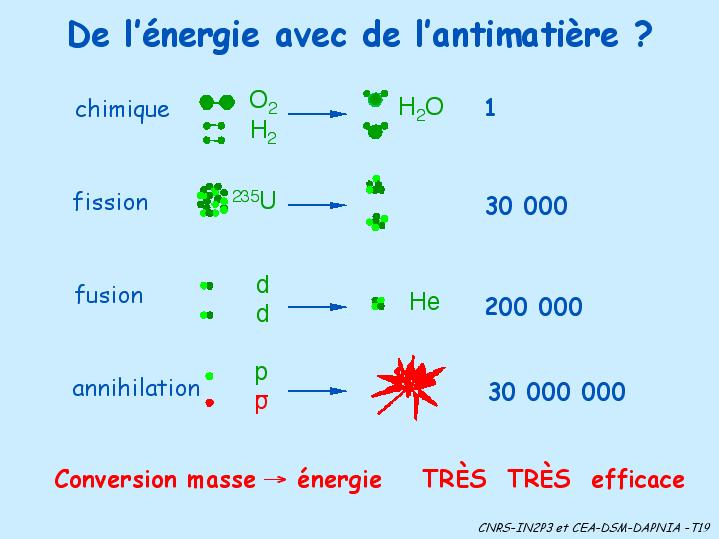 De l'énergie avec de l'antimatière ?
chimique O₂ H₂ H₂O 1
fission ²³⁵U 30 000
fusion d d He 200 000
annihilation p p̅ 30 000 000
Conversion masse → énergie TRÈS TRÈS efficace
CNRS-IN2P3 et CEA-DSM-DAPNIA -T19